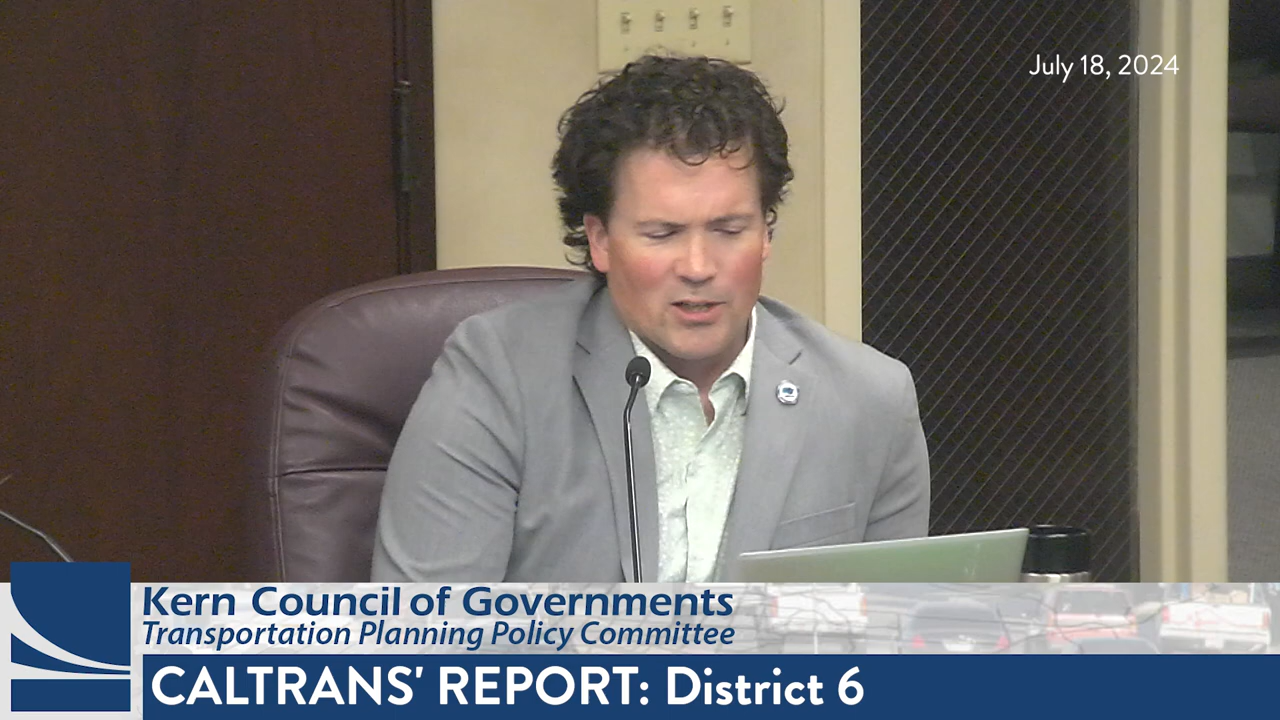 July 18, 2024
Kern Council of Governments
Transportation Planning Policy Committee
CALTRANS' REPORT: District 6